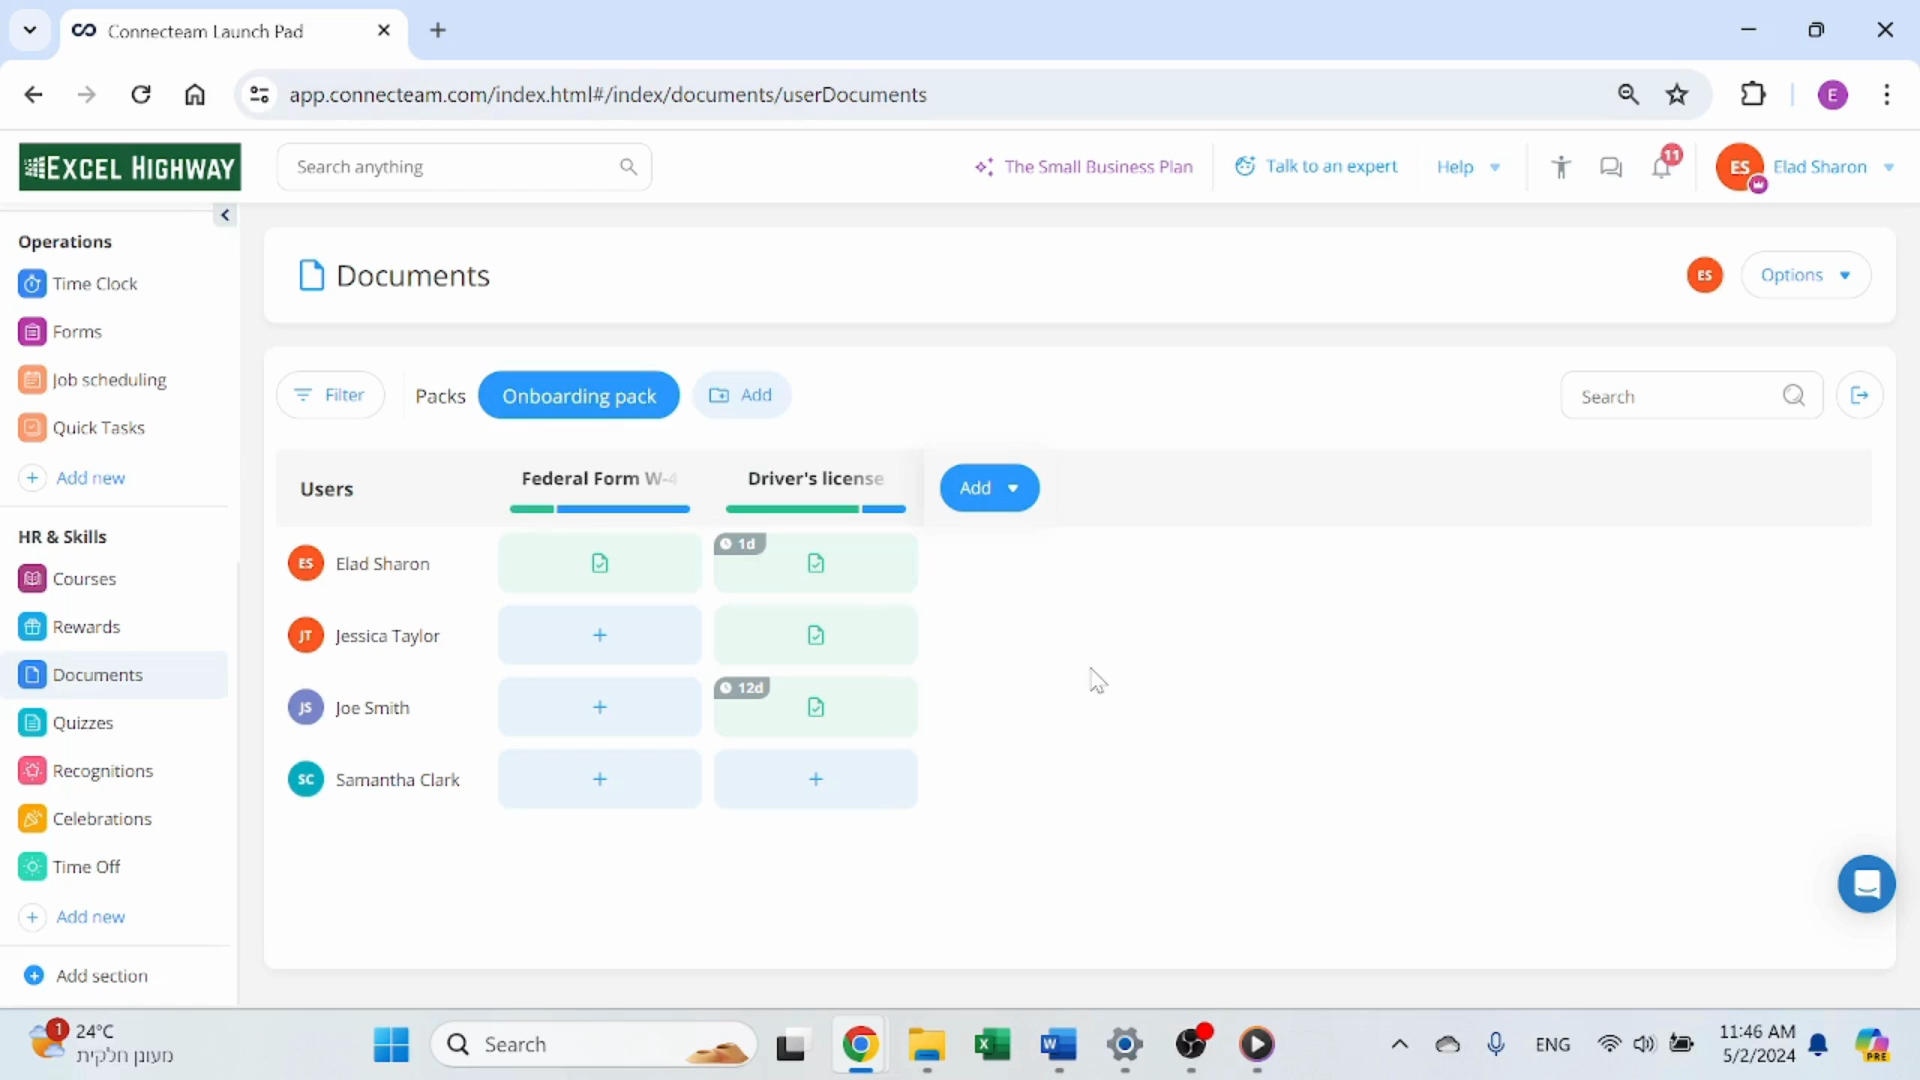 Connecteam Launch Pad
app.connecteam.com/index.html#/index/documents/userDocuments
E
EXCEL HIGHWAY
Search anything
The Small Business Plan
Talk to an expert
Help
11
ES
Elad Sharon
Operations
Time Clock
Forms
Job scheduling
Quick Tasks
Add new
HR & Skills
Courses
Rewards
Documents
Quizzes
Recognitions
Celebrations
Time Off
Add new
Add section
Documents
ES
Options
Filter
Packs
Onboarding pack
Add
Search
Users
Federal Form W-4
Driver's license
Add
ES
Elad Sharon
1d
JT
Jessica Taylor
JS
Joe Smith
12d
SC
Samantha Clark
1
24°C
מעונן חלקית
Search
ENG
11:46 AM
5/2/2024
PRE